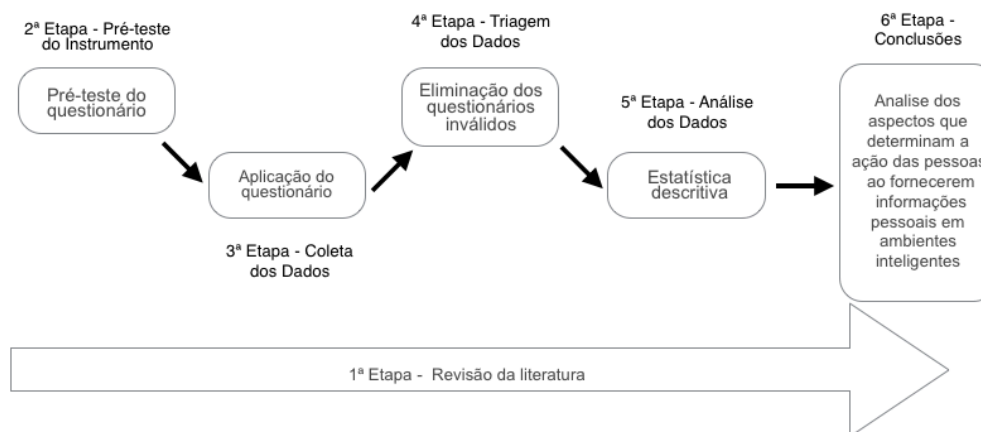 2ª Etapa - Pré-teste
do Instrumento
Pré-teste do
questionário
Aplicação do
questionário
3ª Etapa - Coleta
dos Dados
4ª Etapa - Triagem
dos Dados
Eliminação dos
questionários
inválidos
5ª Etapa - Análise
dos Dados
Estatística
descritiva
6ª Etapa -
Conclusões
Analise dos
aspectos que
determinam a
ação das pessoas
ao fornecerem
informações
pessoais em
ambientes
inteligentes
1ª Etapa - Revisão da literatura